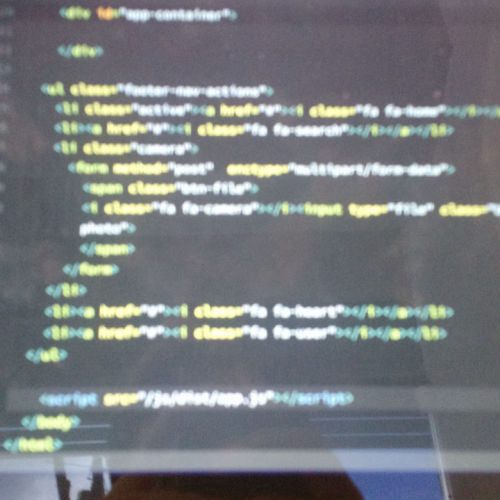 <div id="app-container">
</div>
<ul class="footer-nav-actions">
<li class="active"><a href="#"><i class="fa fa-home"></i>
<li><a href="#"><i class="fa fa-search"></i></a></li>
<li class="camera">
<form method="post" enctype="multipart/form-data">
<span class="btn-file">
<i class="fa fa-camera"></i><input type="file" class="
photo">
</span>
</form>
</li>
<li><a href="#"><i class="fa fa-heart"></i></a></li>
<li><a href="#"><i class="fa fa-user"></i></a></li>
</ul>
<script src="/js/dist/app.js"></script>
</body>
</html>